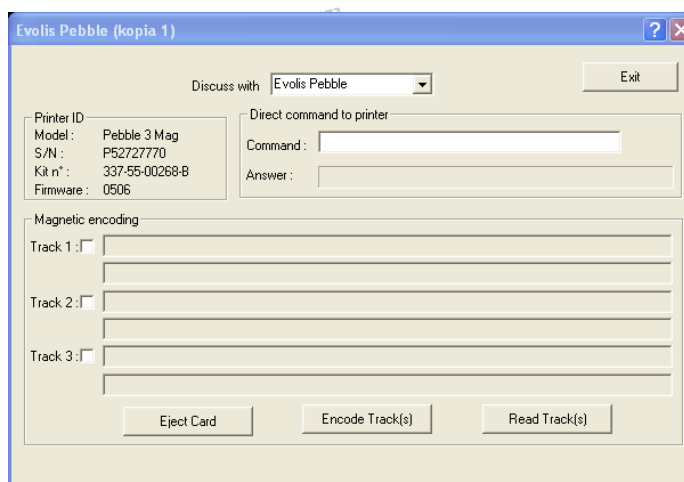 Evolis Pebble (kopia 1)
Discuss with Evolis Pebble
Exit
Printer ID
Model : Pebble 3 Mag
S/N : P52727770
Kit n° : 337-55-00268-B
Firmware : 0506
Direct command to printer
Command :
Answer :
Magnetic encoding
Track 1 :
Track 2 :
Track 3 :
Eject Card
Encode Track(s)
Read Track(s)